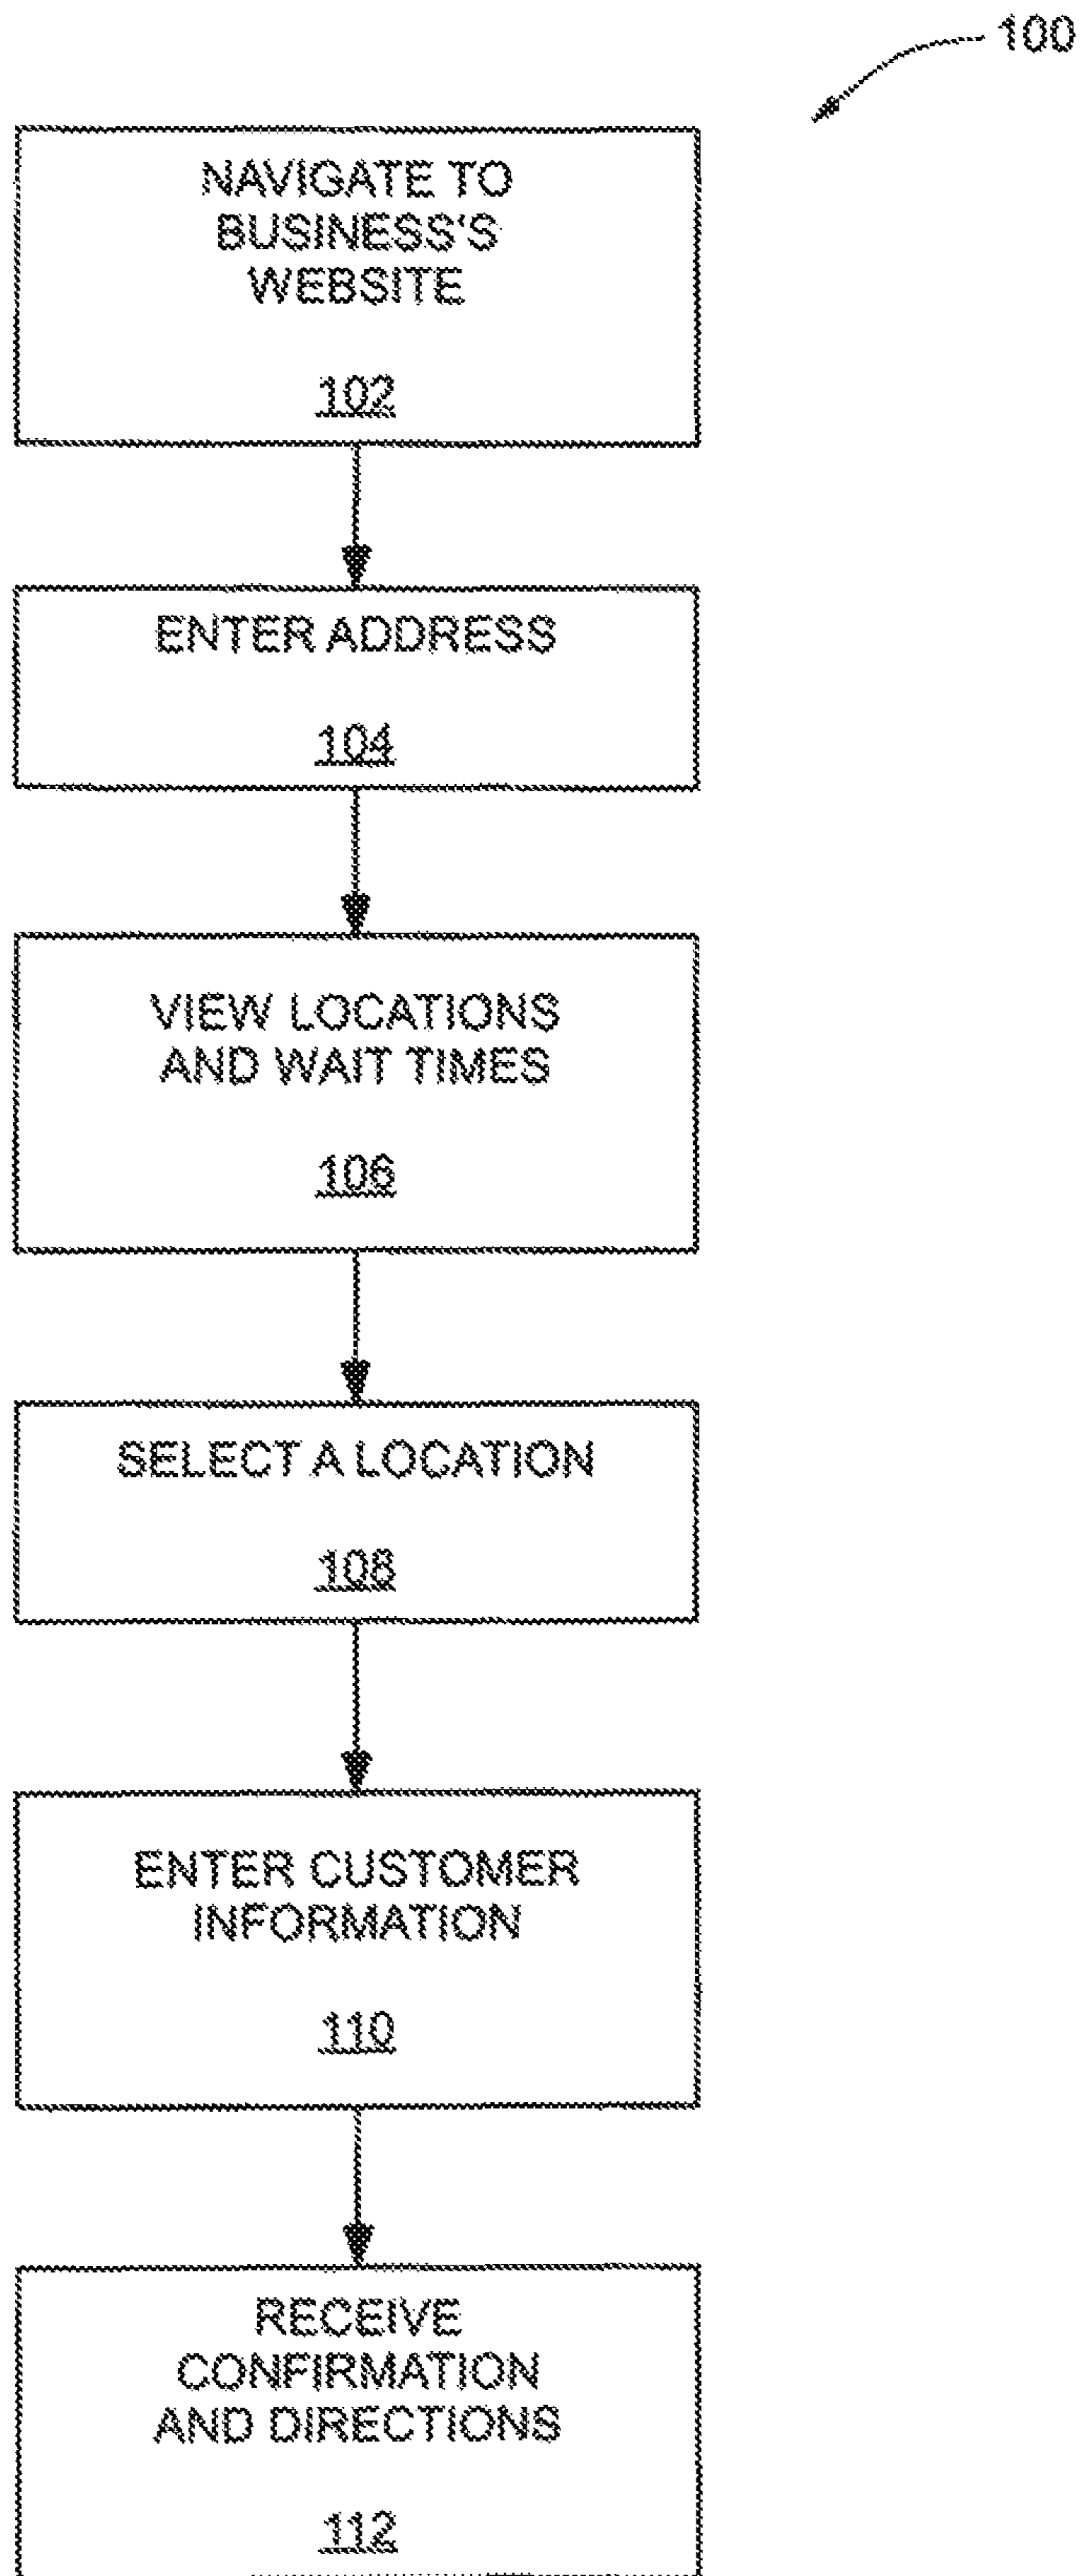 100
NAVIGATE TO
BUSINESS'S
WEBSITE
102
ENTER ADDRESS
104
VIEW LOCATIONS
AND WAIT TIMES
106
SELECT A LOCATION
108
ENTER CUSTOMER
INFORMATION
110
RECEIVE
CONFIRMATION
AND DIRECTIONS
112